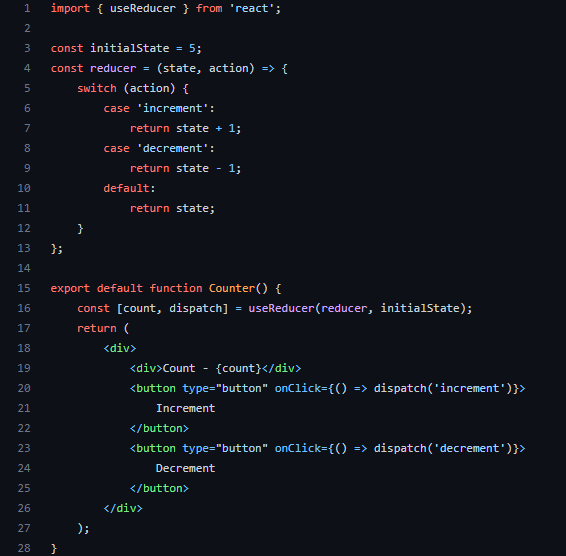 1 import { useReducer } from 'react';
2
3 const initialState = 5;
4 const reducer = (state, action) => {
5     switch (action) {
6         case 'increment':
7             return state + 1;
8         case 'decrement':
9             return state - 1;
10         default:
11             return state;
12     }
13 };
14
15 export default function Counter() {
16     const [count, dispatch] = useReducer(reducer, initialState);
17     return (
18         <div>
19             <div>Count - {count}</div>
20             <button type="button" onClick={() => dispatch('increment')}>
21                 Increment
22             </button>
23             <button type="button" onClick={() => dispatch('decrement')}>
24                 Decrement
25             </button>
26         </div>
27     );
28 }